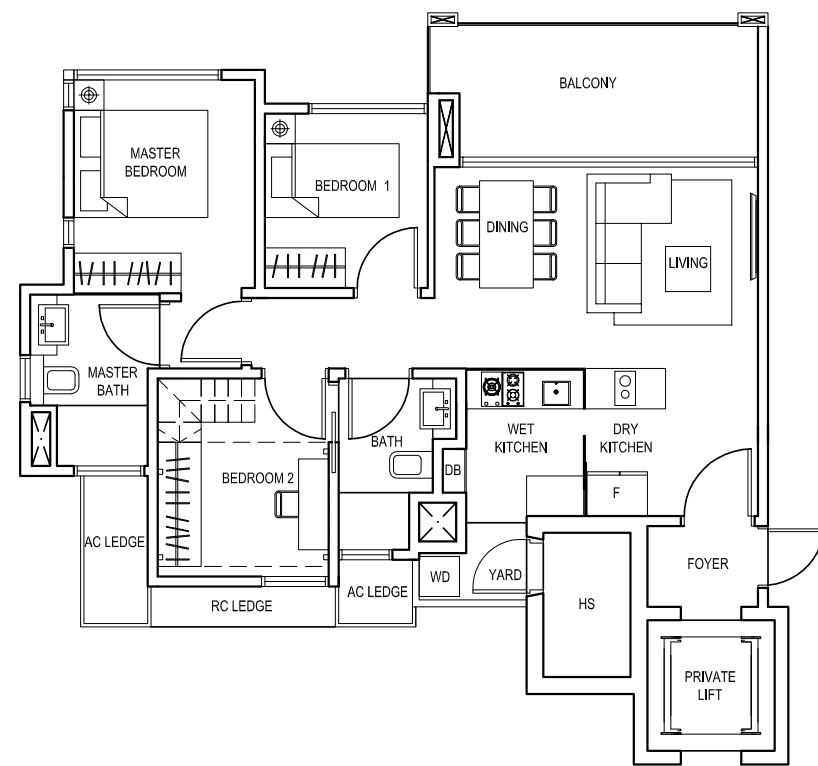 BALCONY
MASTER
BEDROOM
BEDROOM 1
DINING
LIVING
MASTER
BATH
WET
KITCHEN
DRY
KITCHEN
BATH
DB
BEDROOM 2
F
AC LEDGE
WD
YARD
FOYER
AC LEDGE
RC LEDGE
HS
PRIVATE
LIFT